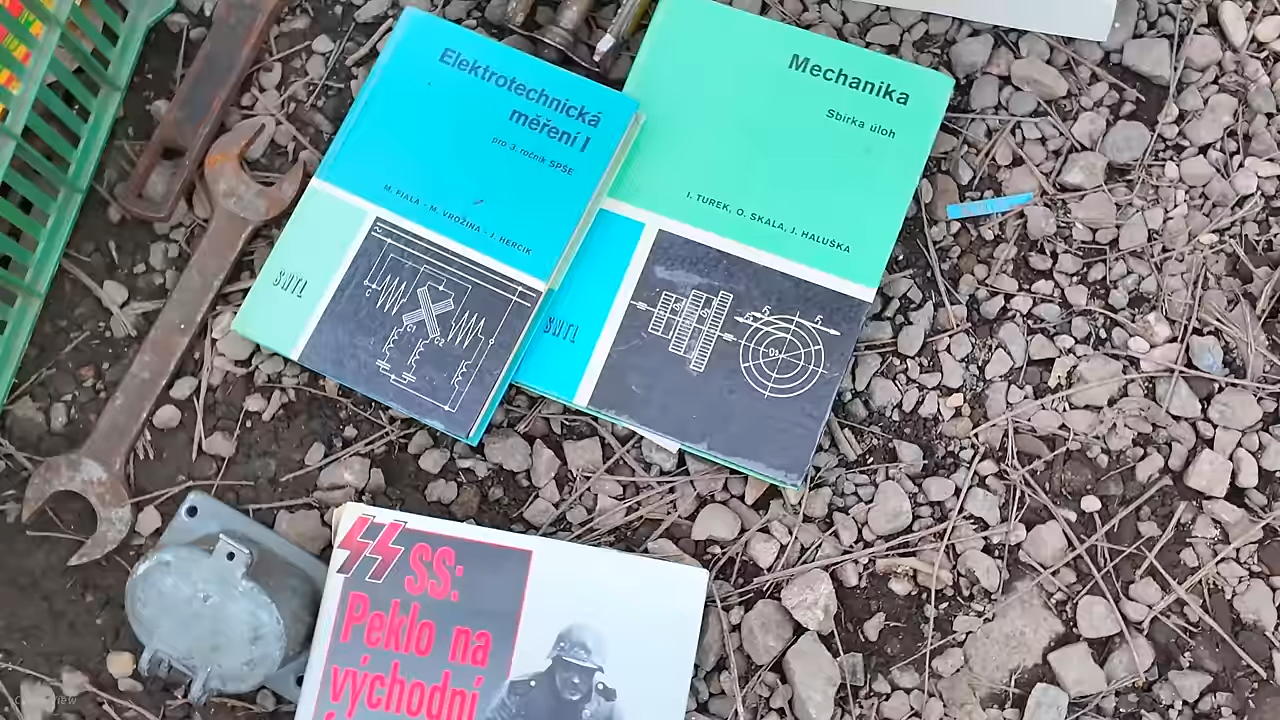 Elektrotechnická
měření I
pro 3. ročník SPŠE
M. FIALA - M. VROŽINA - J. HERCÍK
SNTL
Mechanika
Sbírka úloh
I. TUREK, O. SKALA, J. HALUŠKA
SNTL
SS:
Peklo na
východní